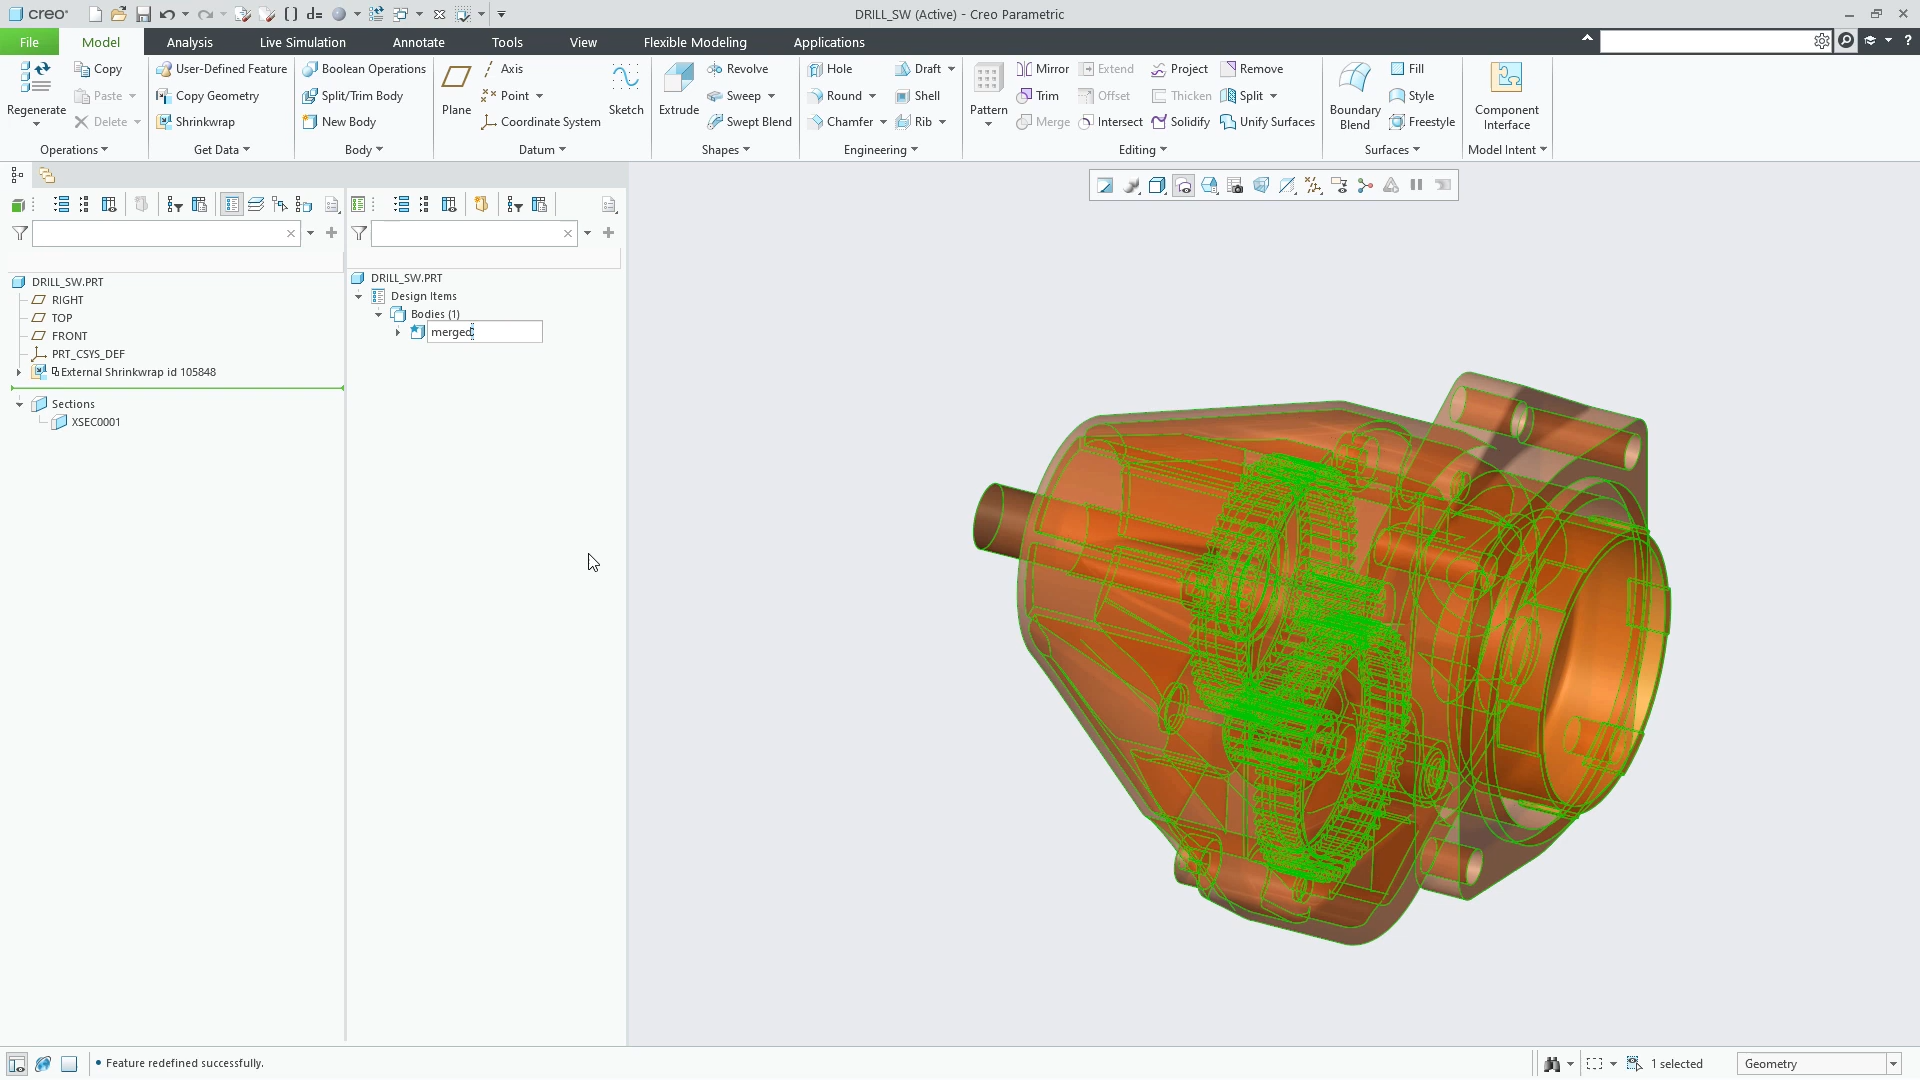 creo
d=
DRILL_SW (Active) - Creo Parametric
File
Model
Analysis
Live Simulation
Annotate
Tools
View
Flexible Modeling
Applications
Regenerate
Copy
Paste
Delete
Operations
User-Defined Feature
Copy Geometry
Shrinkwrap
Get Data
Boolean Operations
Split/Trim Body
New Body
Body
Plane
Axis
Point
Coordinate System
Sketch
Datum
Extrude
Revolve
Sweep
Swept Blend
Shapes
Hole
Round
Chamfer
Draft
Shell
Rib
Engineering
Pattern
Mirror
Trim
Merge
Extend
Offset
Intersect
Project
Thicken
Solidify
Remove
Split
Unify Surfaces
Editing
Boundary
Blend
Fill
Style
Freestyle
Surfaces
Component
Interface
Model Intent
DRILL_SW.PRT
RIGHT
TOP
FRONT
PRT_CSYS_DEF
External Shrinkwrap id 105848
Sections
XSEC0001
DRILL_SW.PRT
Design Items
Bodies (1)
merged
Feature redefined successfully.
1 selected
Geometry